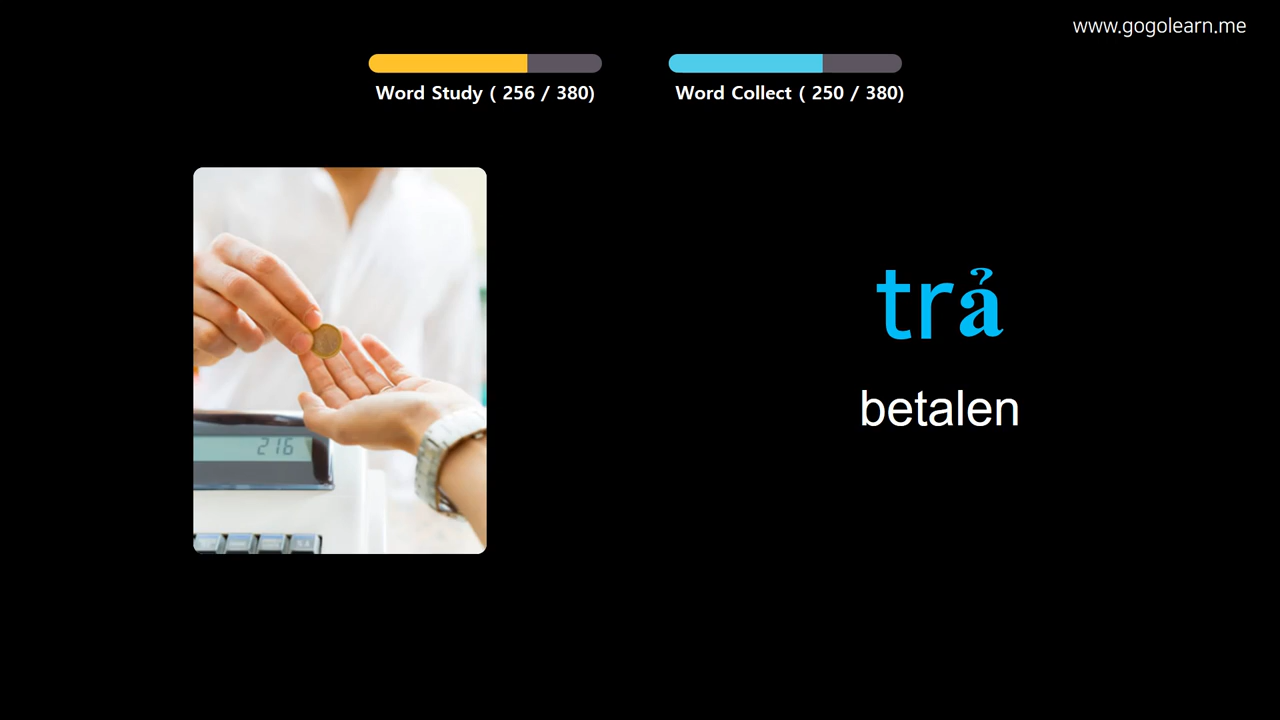 www.gogolearn.me
Word Study ( 256 / 380)
Word Collect ( 250 / 380)
216
trả
betalen